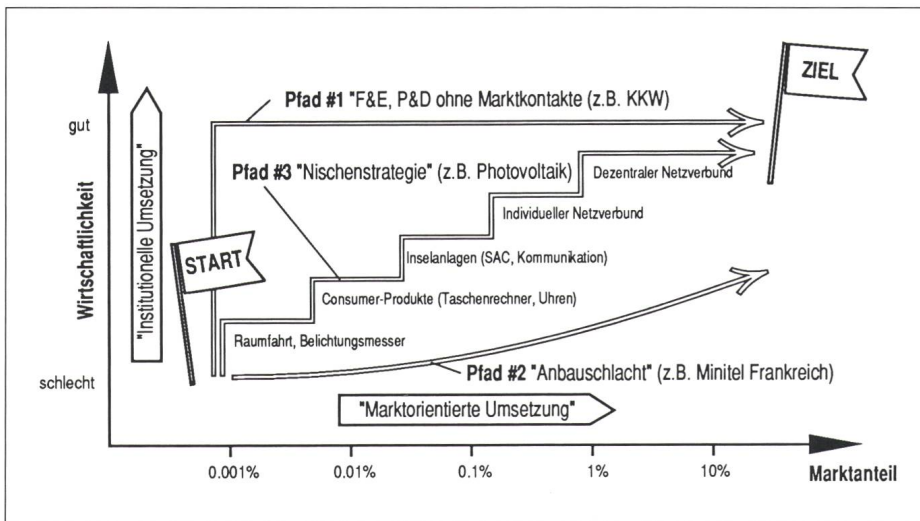 ZIEL
Pfad #1 "F&E, P&D ohne Marktkontakte (z.B. KKW)
gut
Pfad #3 "Nischenstrategie" (z.B. Photovoltaik)
Dezentraler Netzverbund
Individueller Netzverbund
Wirtschaftlichkeit
"Institutionelle Umsetzung"
START
Inselanlagen (SAC, Kommunikation)
Consumer-Produkte (Taschenrechner, Uhren)
Raumfahrt, Belichtungsmesser
schlecht
Pfad #2 "Anbauschlacht" (z.B. Minitel Frankreich)
"Marktorientierte Umsetzung"
0.001% 0.01% 0.1% 1% 10%
Marktanteil